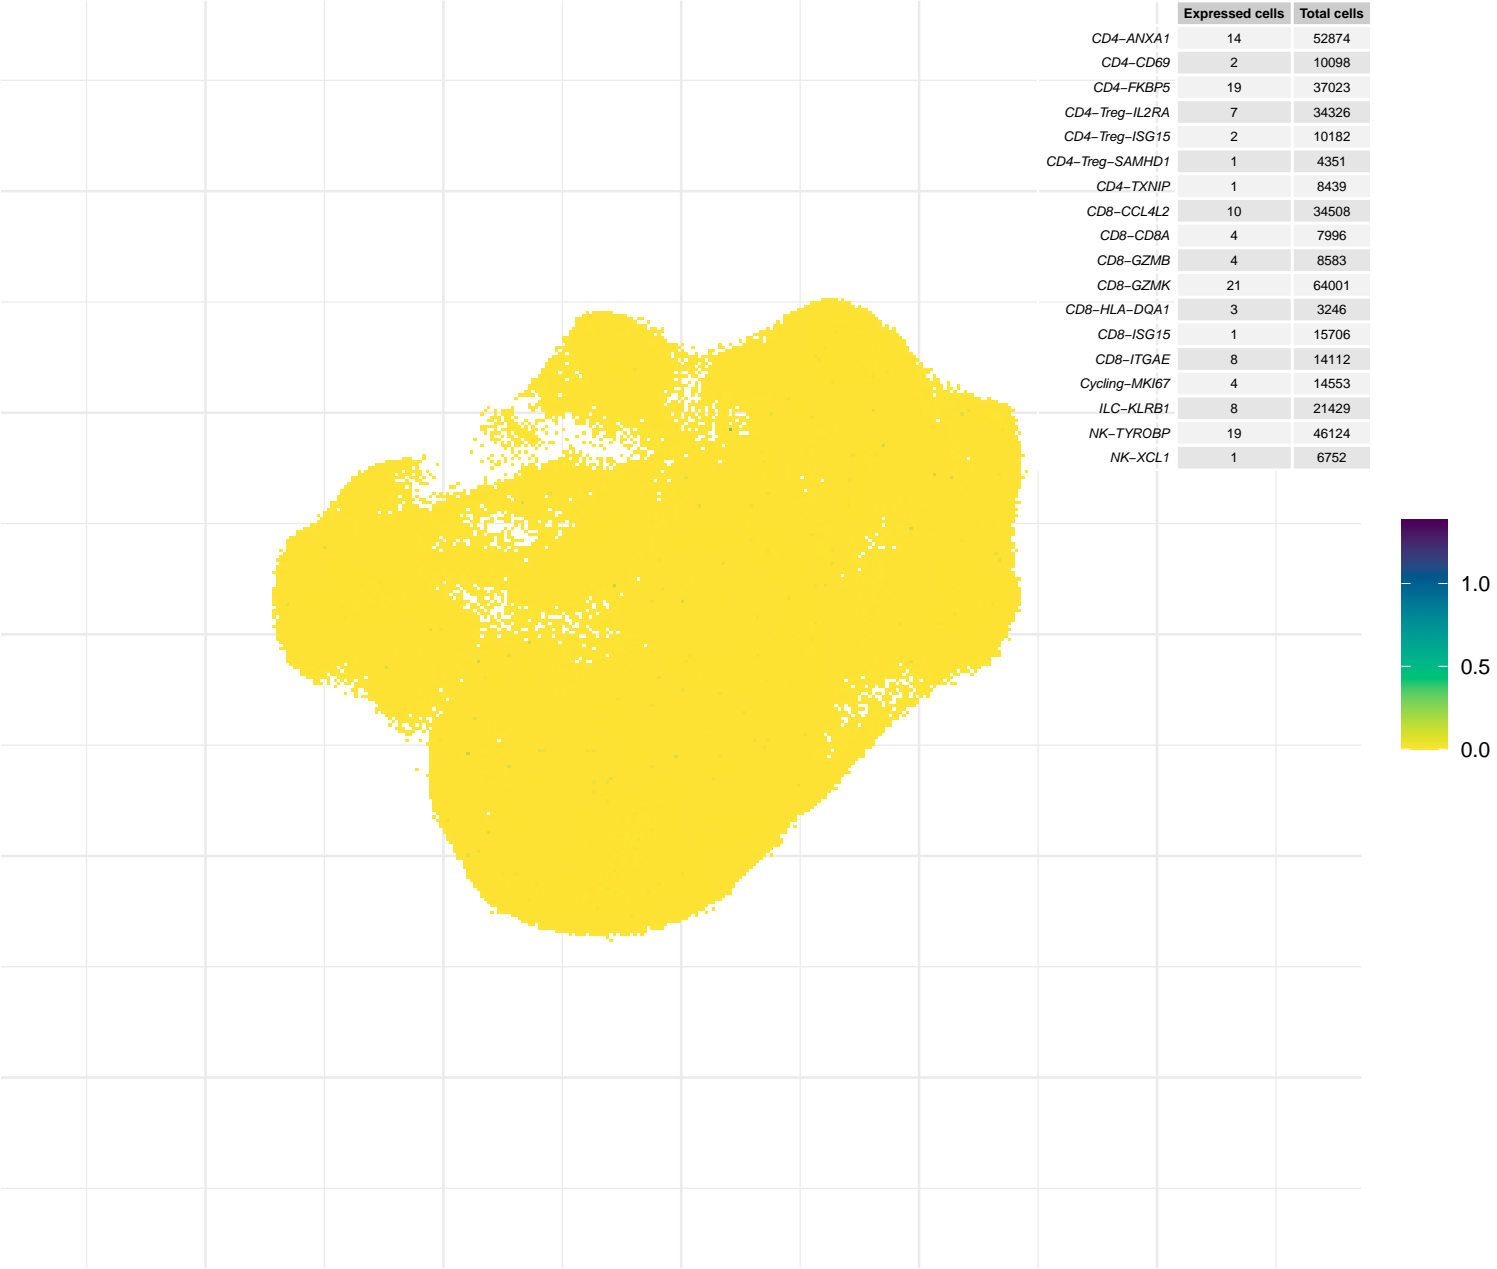 Expressed cells Total cells
CD4−ANXA1 14 52874
CD4−CD69 2 10098
CD4−FKBP5 19 37023
CD4−Treg−IL2RA 7 34326
CD4−Treg−ISG15 2 10182
CD4−Treg−SAMHD1 1 4351
CD4−TXNIP 1 8439
CD8−CCL4L2 10 34508
CD8−CD8A 4 7996
CD8−GZMB 4 8583
CD8−GZMK 21 64001
CD8−HLA−DQA1 3 3246
CD8−ISG15 1 15706
CD8−ITGAE 8 14112
Cycling−MKI67 4 14553
ILC−KLRB1 8 21429
NK−TYROBP 19 46124
NK−XCL1 1 6752
1.0
0.5
0.0